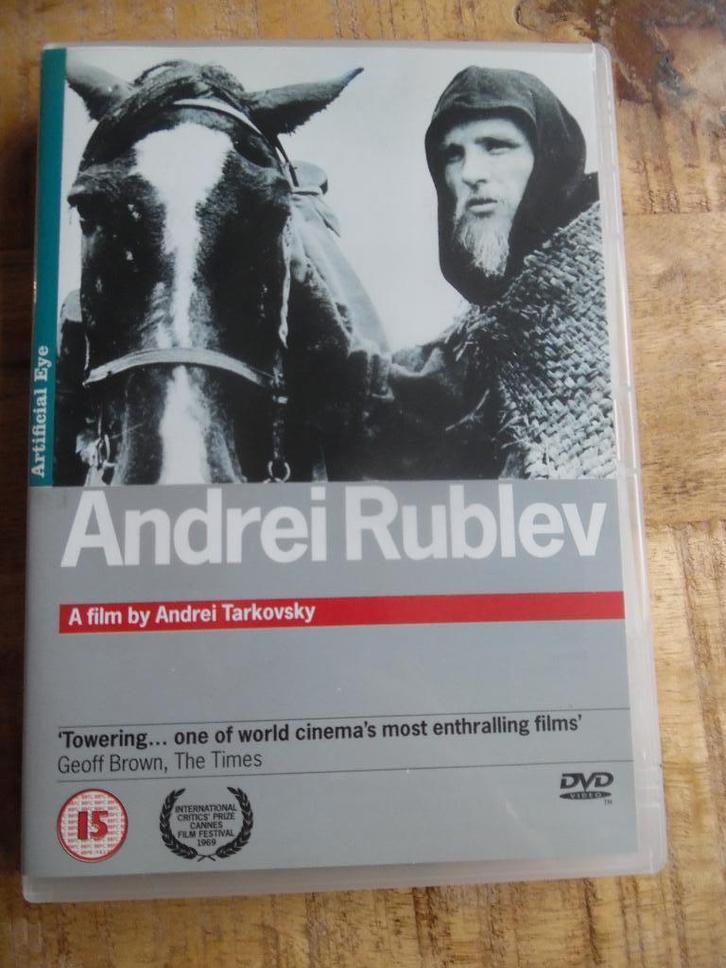 Artificial Eye
Andrei Rublev
A film by Andrei Tarkovsky
'Towering... one of world cinema's most enthralling films'
Geoff Brown, The Times
15
INTERNATIONAL
CRITICS' PRIZE
CANNES
FILM FESTIVAL
1969
DVD
VIDEO
TM